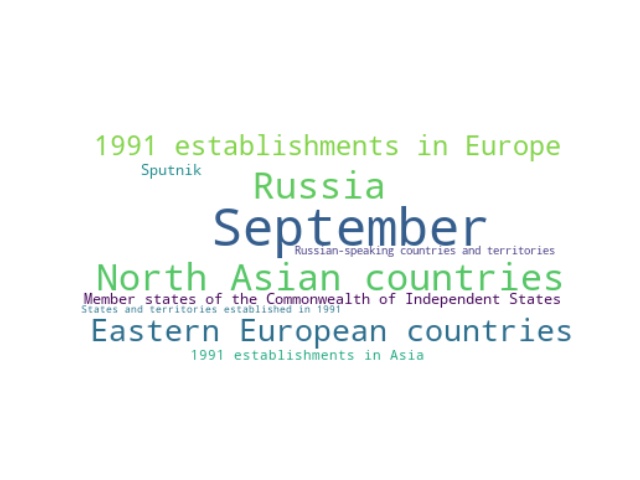 1991 establishments in Europe
Sputnik
Russia
September
Russian-speaking countries and territories
North Asian countries
Member states of the Commonwealth of Independent States
States and territories established in 1991
Eastern European countries
1991 establishments in Asia